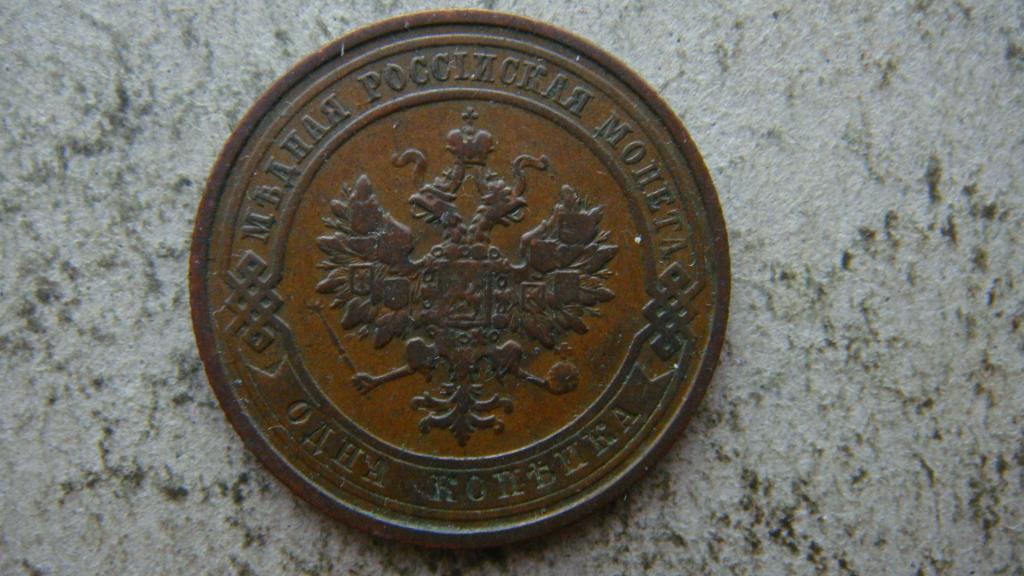 МѢДНАЯ РОССІЙСКАЯ МОНЕТА
ОДНА КОПѢЙКА